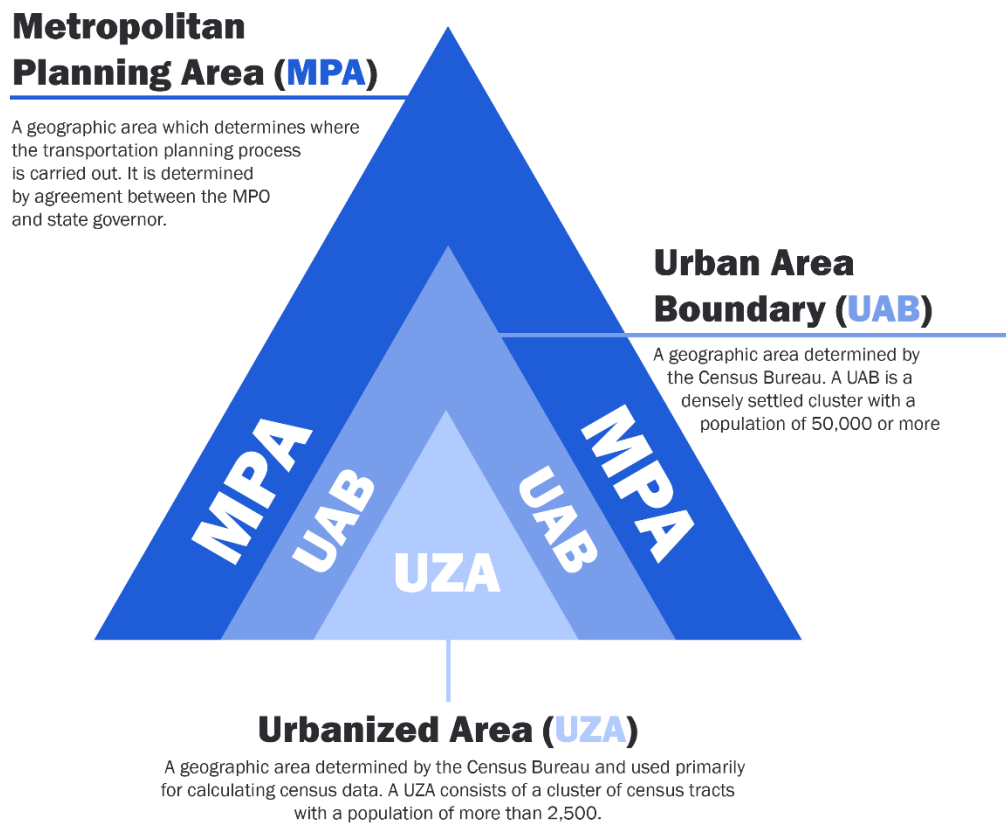 Metropolitan
Planning Area (MPA)
A geographic area which determines where
the transportation planning process
is carried out. It is determined
by agreement between the MPO
and state governor.
Urban Area
Boundary (UAB)
A geographic area determined by
the Census Bureau. A UAB is a
densely settled cluster with a
population of 50,000 or more
MPA
UAB
UZA
UAB
MPA
Urbanized Area (UZA)
A geographic area determined by the Census Bureau and used primarily
for calculating census data. A UZA consists of a cluster of census tracts
with a population of more than 2,500.